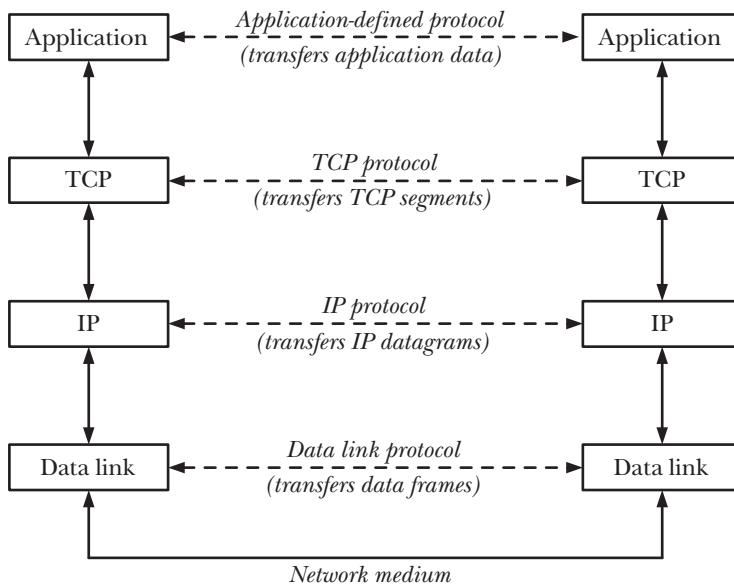 Application-defined protocol
Application
Application
(transfers application data)
TCP protocol
TCP
TCP
(transfers TCP segments)
IP protocol
IP
IP
(transfers IP datagrams)
Data link protocol
Data link
Data link
(transfers data frames)
Network medium